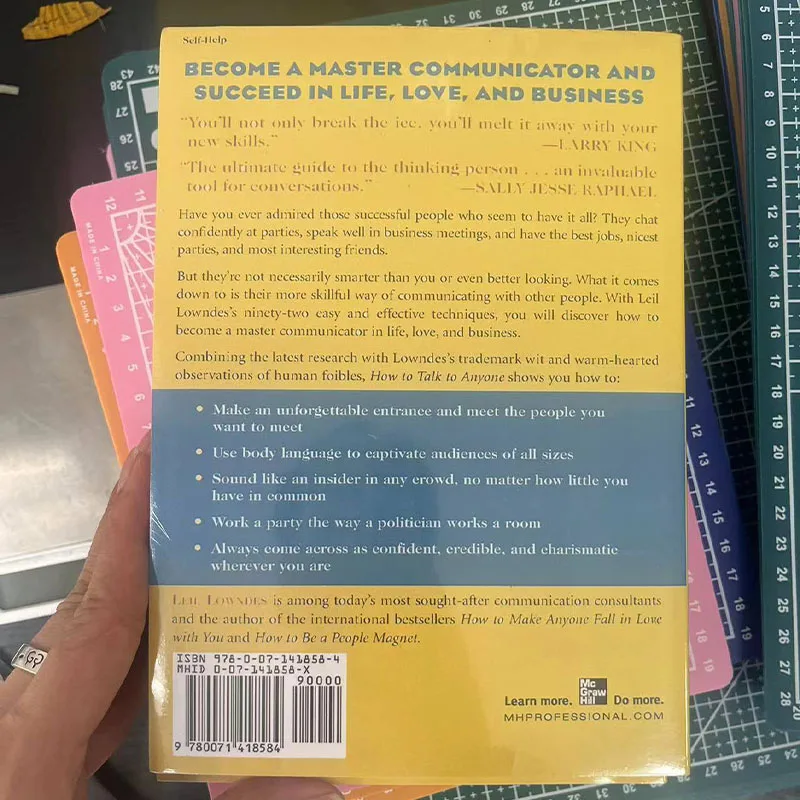 Self-Help
BECOME A MASTER COMMUNICATOR AND
SUCCEED IN LIFE, LOVE, AND BUSINESS
"You'll not only break the ice, you'll melt it away with your
new skills."
—LARRY KING
"The ultimate guide to the thinking person . . . an invaluable
tool for conversations."
—SALLY JESSE RAPHAEL
Have you ever admired those successful people who seem to have it all? They chat
confidently at parties, speak well in business meetings, and have the best jobs, nicest
parties, and most interesting friends.
But they're not necessarily smarter than you or even better looking. What it comes
down to is their more skillful way of communicating with other people. With Leil
Lowndes's ninety-two easy and effective techniques, you will discover how to
become a master communicator in life, love, and business.
Combining the latest research with Lowndes's trademark wit and warm-hearted
observations of human foibles, How to Talk to Anyone shows you how to:
• Make an unforgettable entrance and meet the people you
want to meet
• Use body language to captivate audiences of all sizes
• Sound like an insider in any crowd, no matter how little you
have in common
• Work a party the way a politician works a room
• Always come across as confident, credible, and charismatic
wherever you are
LEIL LOWNDES is among today's most sought-after communication consultants
and the author of the international bestsellers How to Make Anyone Fall in Love
with You and How to Be a People Magnet.
ISBN 978-0-07-141858-4
MHID 0-07-141858-X
90000
9 780071 418584
Learn more.
Mc
Graw
Hill
Do more.
MHPROFESSIONAL.COM
MADE IN CHINA
MADE IN CHINA